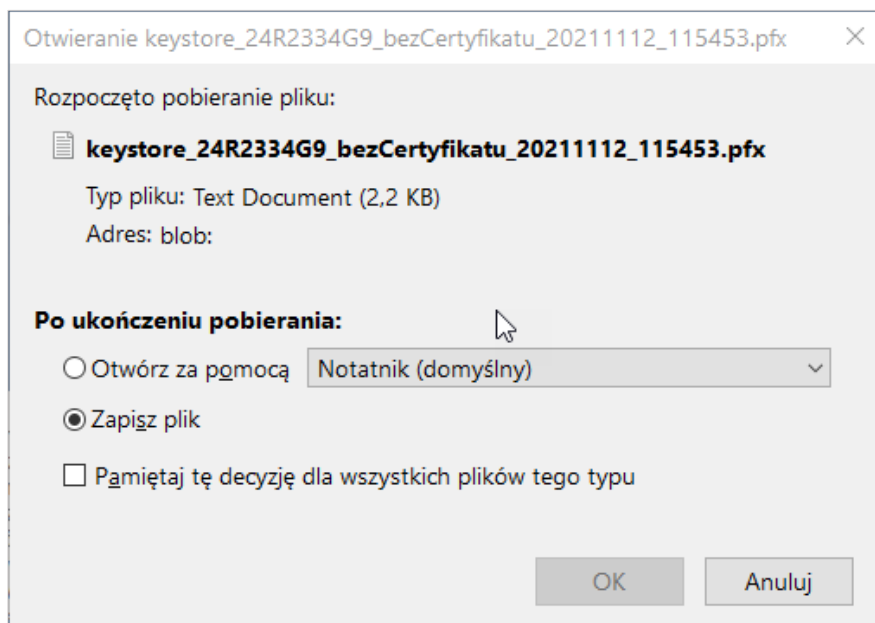 Otwieranie keystore_24R2334G9_bezCertyfikatu_20211112_115453.pfx
Rozpoczęto pobieranie pliku:
keystore_24R2334G9_bezCertyfikatu_20211112_115453.pfx
Typ pliku: Text Document (2,2 KB)
Adres: blob:
Po ukończeniu pobierania:
Otwórz za pomocą Notatnik (domyślny)
Zapisz plik
Pamiętaj tę decyzję dla wszystkich plików tego typu
OK Anuluj